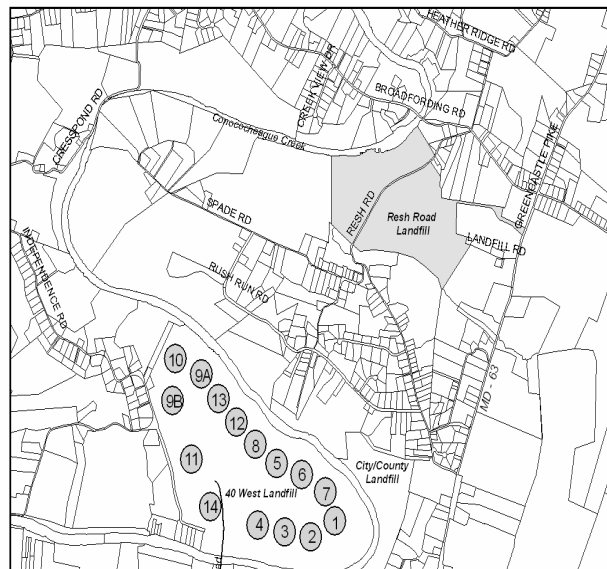 HEATHER RIDGE RD
CREEK VIEW DR
BROADFORDING RD
CRESSPOND RD
Conococheague Creek
GREENCASTLE PIKE
RESH RD
Resh Road
Landfill
SPADE RD
LANDFILL RD
INDEPENDENCE RD
BUSH RUN RD
MD - 63
10
9A
9B
13
12
8
5
6
7
11
City/County
Landfill
40 West Landfill
14
4
3
2
1